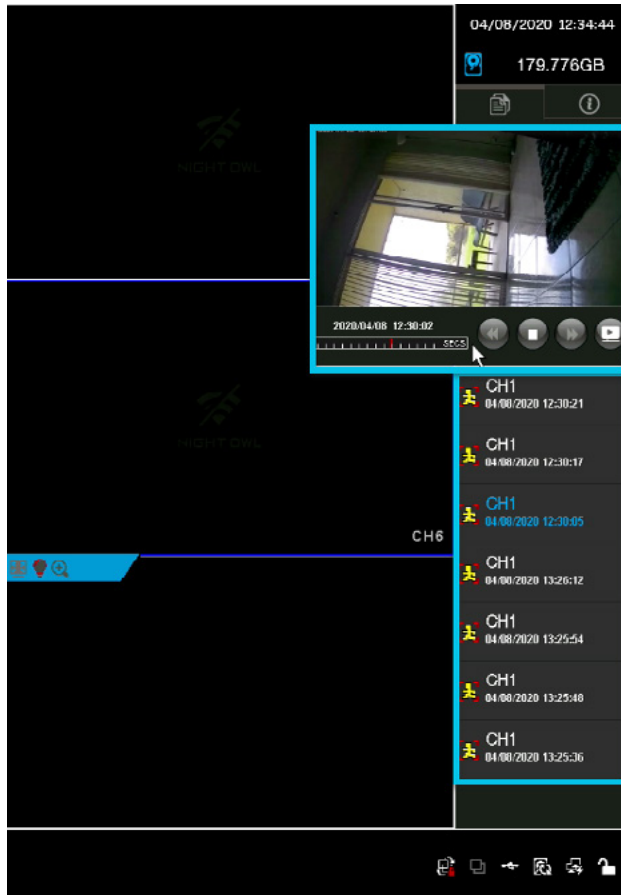 04/08/2020 12:34:44
179.776GB
NIGHT OWL
2020/04/08 12:30:02
SECS
CH1
04/08/2020 12:30:21
NIGHT OWL
CH1
04/08/2020 12:30:17
CH1
04/08/2020 12:30:05
CH6
CH1
04/08/2020 13:26:12
CH1
04/08/2020 13:25:54
CH1
04/08/2020 13:25:48
CH1
04/08/2020 13:25:36